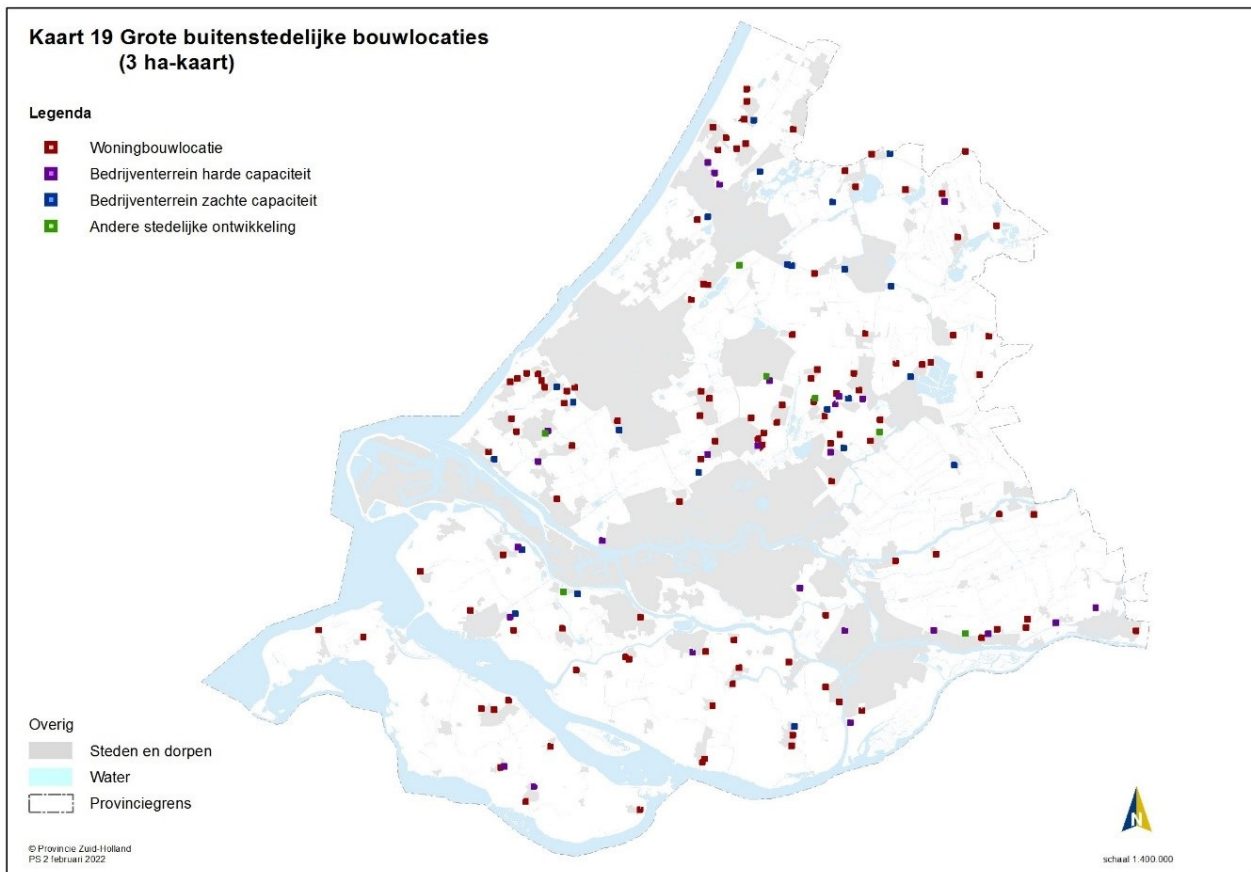 Kaart 19 Grote buitenstedelijke bouwlocaties
(3 ha-kaart)
Legenda
Woningbouwlocatie
Bedrijventerrein harde capaciteit
Bedrijventerrein zachte capaciteit
Andere stedelijke ontwikkeling
Overig
Steden en dorpen
Water
Provinciegrens
© Provincie Zuid-Holland
PS 2 februari 2022
N
schaal 1:400.000